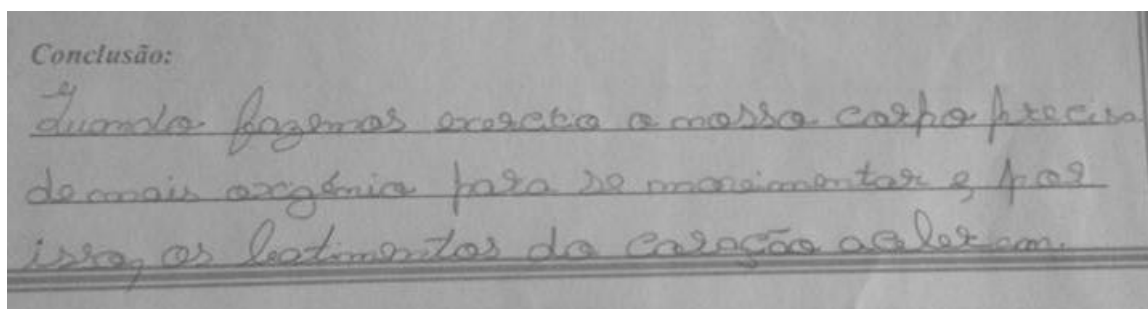 Conclusão:
Quando fazemos exercício o nosso corpo precisa
de mais oxigénio para se movimentar e, por
isso, os batimentos do coração aceleram.